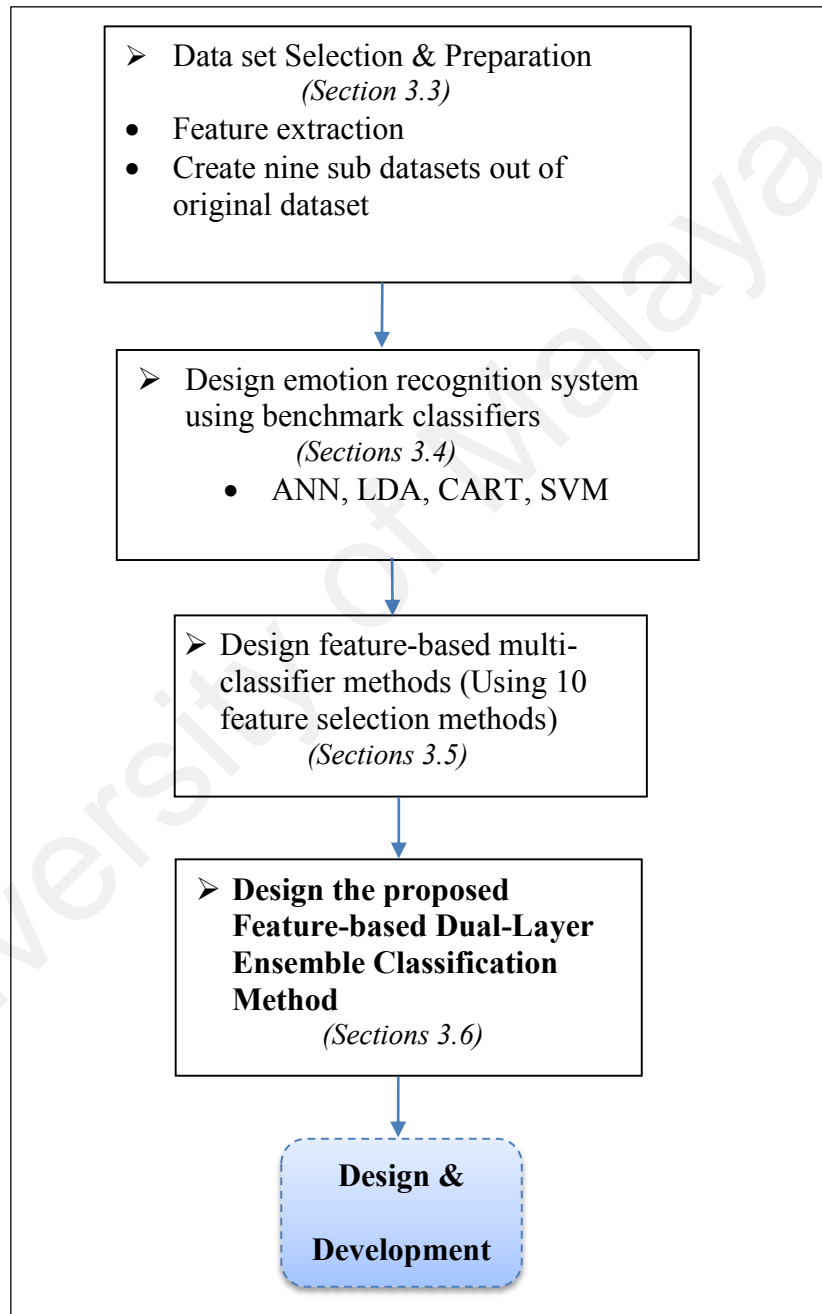 ➤ Data set Selection & Preparation
(Section 3.3)
• Feature extraction
• Create nine sub datasets out of
original dataset
➤ Design emotion recognition system
using benchmark classifiers
(Sections 3.4)
• ANN, LDA, CART, SVM
➤ Design feature-based multi-
classifier methods (Using 10
feature selection methods)
(Sections 3.5)
➤ Design the proposed
Feature-based Dual-Layer
Ensemble Classification
Method
(Sections 3.6)
Design &
Development
versity of Malaya